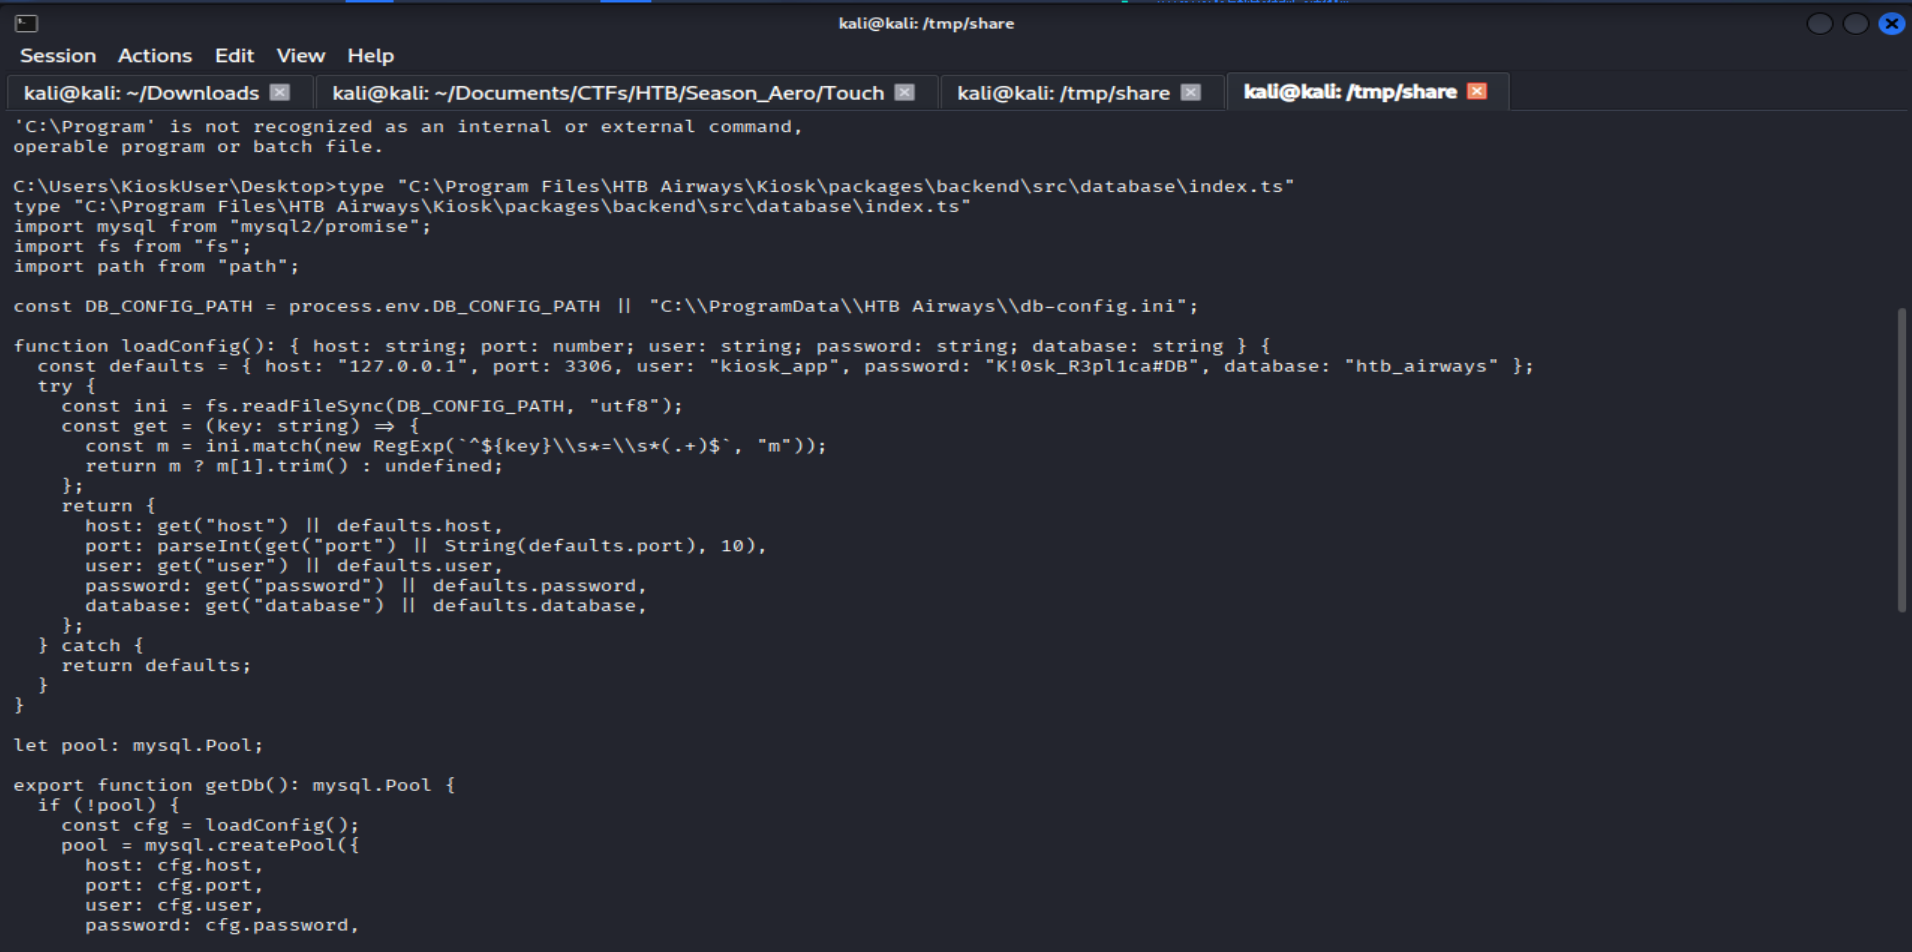 kali@kali: /tmp/share
Session Actions Edit View Help
kali@kali: ~/Downloads kali@kali: ~/Documents/CTFs/HTB/Season_Aero/Touch kali@kali: /tmp/share kali@kali: /tmp/share
'C:\Program' is not recognized as an internal or external command,
operable program or batch file.
C:\Users\KioskUser\Desktop>type "C:\Program Files\HTB Airways\Kiosk\packages\backend\src\database\index.ts"
type "C:\Program Files\HTB Airways\Kiosk\packages\backend\src\database\index.ts"
import mysql from "mysql2/promise";
import fs from "fs";
import path from "path";
const DB_CONFIG_PATH = process.env.DB_CONFIG_PATH || "C:\\ProgramData\\HTB Airways\\db-config.ini";
function loadConfig(): { host: string; port: number; user: string; password: string; database: string } {
  const defaults = { host: "127.0.0.1", port: 3306, user: "kiosk_app", password: "K!0sk_R3pl1ca#DB", database: "htb_airways" };
  try {
    const ini = fs.readFileSync(DB_CONFIG_PATH, "utf8");
    const get = (key: string) => {
      const m = ini.match(new RegExp(`^${key}\\s*=\\s*(.+)$`, "m"));
      return m ? m[1].trim() : undefined;
    };
    return {
      host: get("host") || defaults.host,
      port: parseInt(get("port") || String(defaults.port), 10),
      user: get("user") || defaults.user,
      password: get("password") || defaults.password,
      database: get("database") || defaults.database,
    };
  } catch {
    return defaults;
  }
}
let pool: mysql.Pool;
export function getDb(): mysql.Pool {
  if (!pool) {
    const cfg = loadConfig();
    pool = mysql.createPool({
      host: cfg.host,
      port: cfg.port,
      user: cfg.user,
      password: cfg.password,